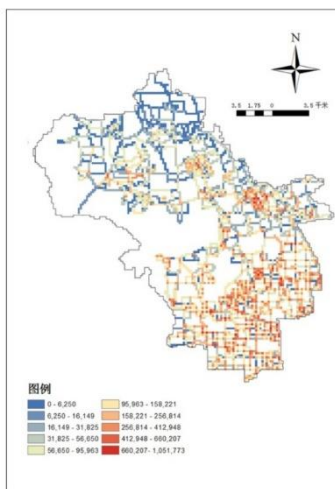 N
3.5 1.75 0 3.5 千米
图例
0 - 6,250
6,250 - 16,149
16,149 - 31,825
31,825 - 56,650
56,650 - 95,963
95,963 - 158,221
158,221 - 256,814
256,814 - 412,948
412,948 - 660,207
660,207- 1,051,773